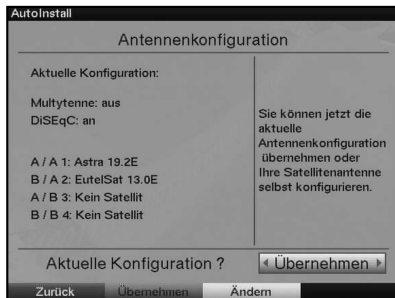 AutoInstall
Antennenkonfiguration
Aktuelle Konfiguration:
Multytenne: aus
DiSEqC: an
A / A 1: Astra 19.2E
B / A 2: EutelSat 13.0E
A / B 3: Kein Satellit
B / B 4: Kein Satellit
Sie können jetzt die
aktuelle
Antennenkonfiguration
übernehmen oder
Ihre Satellitenantenne
selbst konfigurieren.
Aktuelle Konfiguration ?
Übernehmen
Zurück
Übernehmen
Ändern